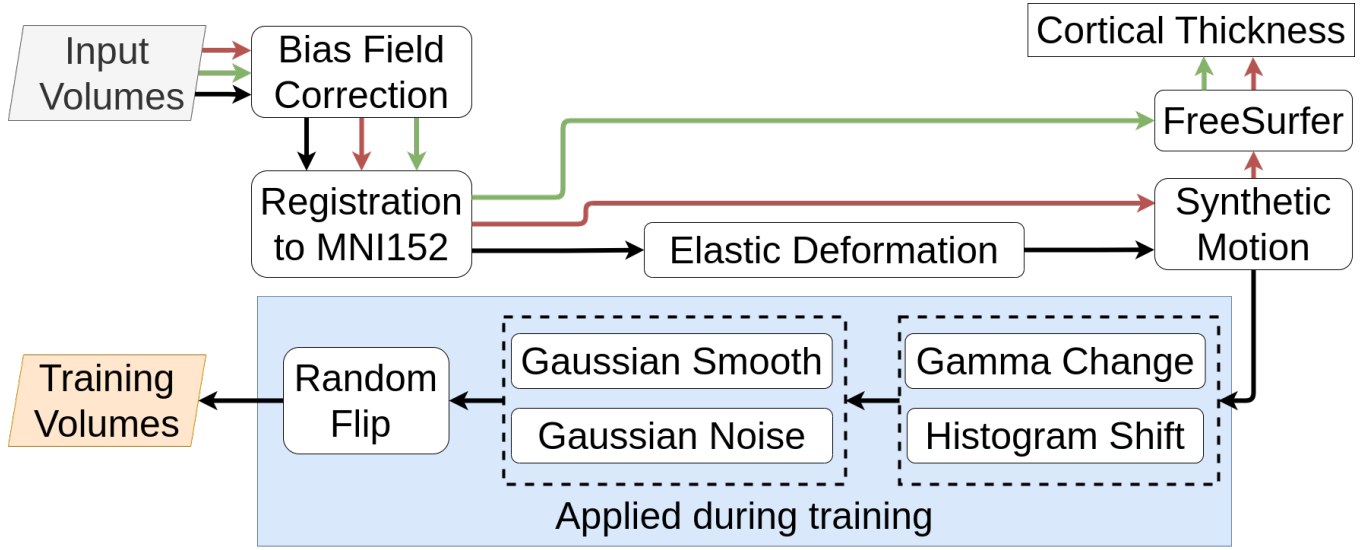 Input
Volumes
Bias Field
Correction
Cortical Thickness
FreeSurfer
Registration
to MNI152
Elastic Deformation
Synthetic
Motion
Training
Volumes
Random
Flip
Gaussian Smooth
Gaussian Noise
Gamma Change
Histogram Shift
Applied during training